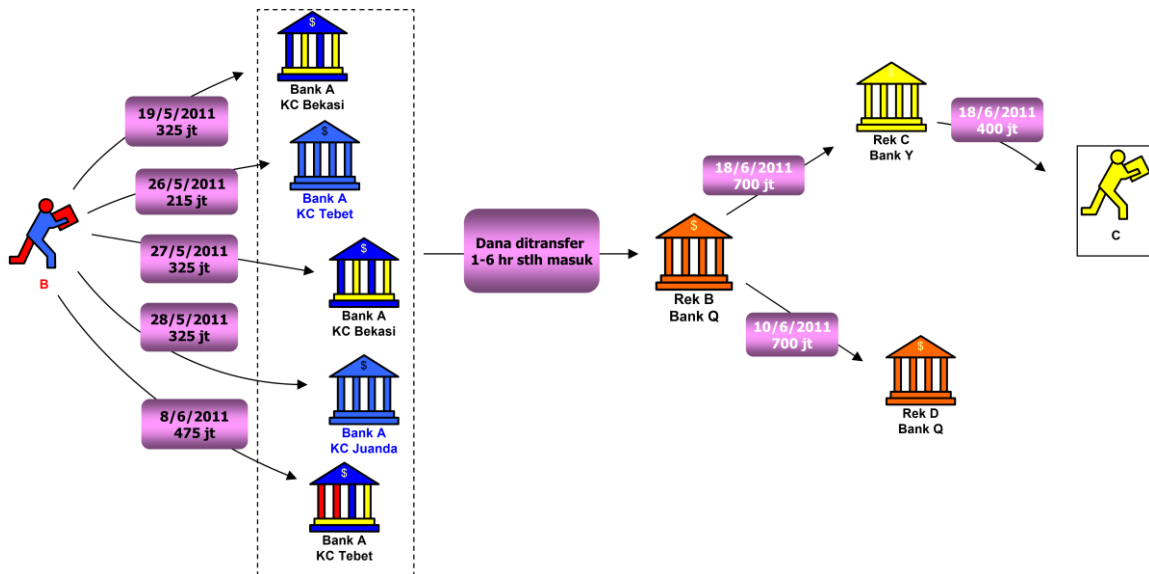 $
Bank A
KC Bekasi
19/5/2011
325 jt
$
Bank A
KC Tebet
26/5/2011
215 jt
27/5/2011
325 jt
$
Bank A
KC Bekasi
B
28/5/2011
325 jt
$
Bank A
KC Juanda
8/6/2011
475 jt
$
Bank A
KC Tebet
Dana ditransfer
1-6 hr stlh masuk
$
Rek B
Bank Q
18/6/2011
700 jt
$
Rek C
Bank Y
18/6/2011
400 jt
C
10/6/2011
700 jt
$
Rek D
Bank Q